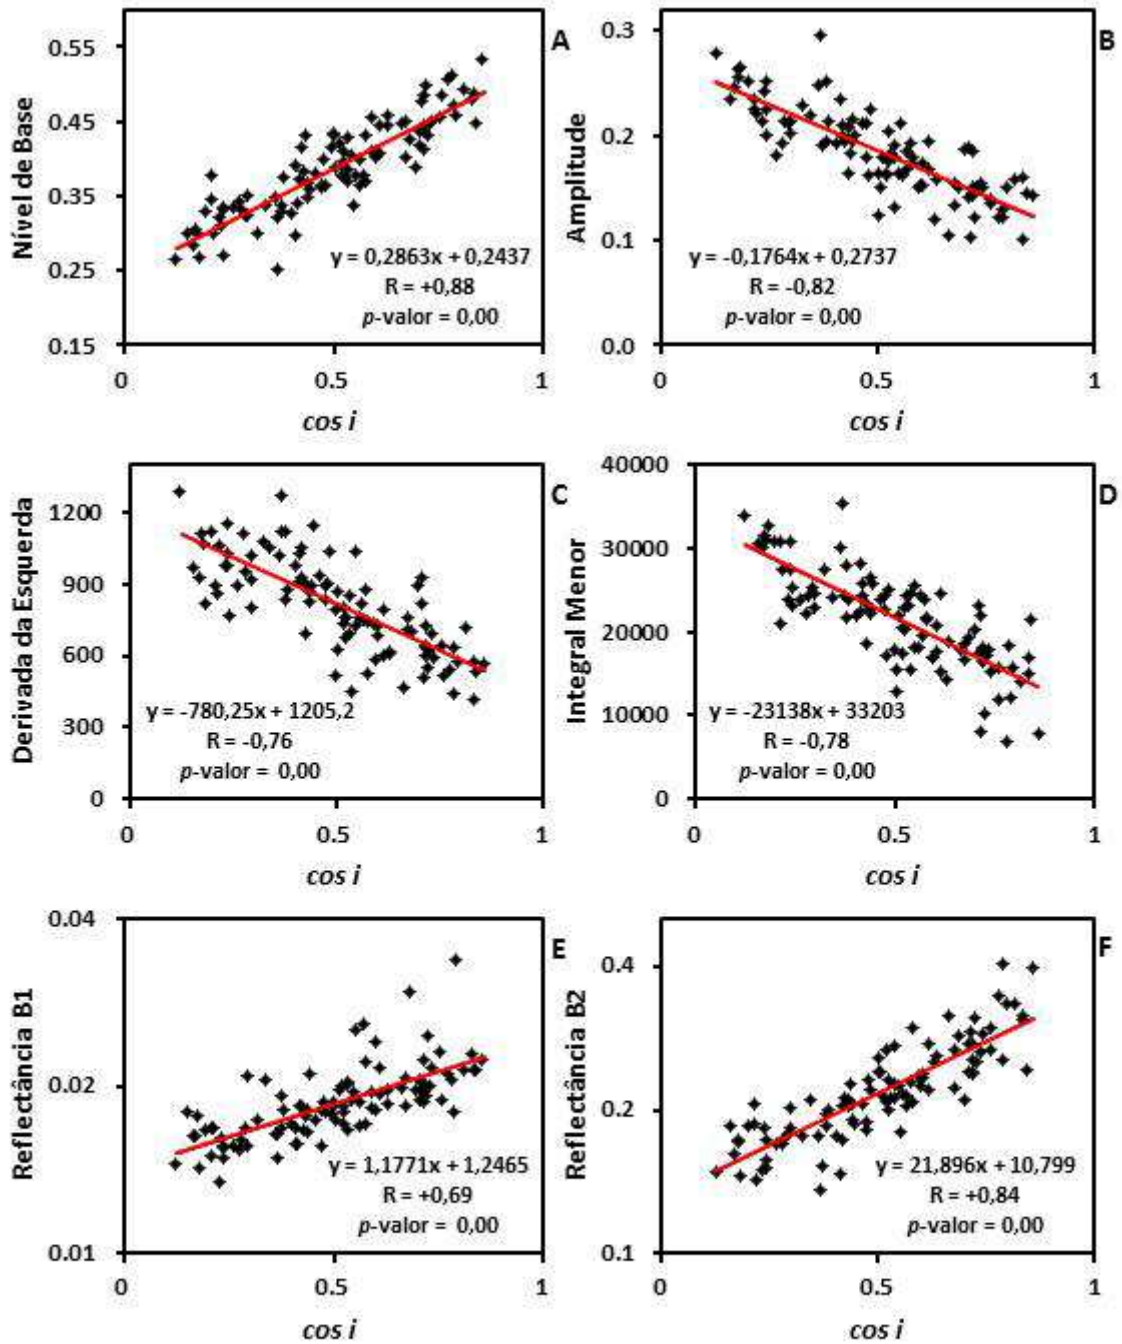 A
Nível de Base
0.55
0.45
0.35
0.25
0.15
y = 0,2863x + 0,2437
R = +0,88
p-valor = 0,00
0 0.5 1
cos i
B
Amplitude
0.3
0.2
0.1
0.0
y = -0,1764x + 0,2737
R = -0,82
p-valor = 0,00
0 0.5 1
cos i
C
Derivada da Esquerda
1200
900
600
300
0
y = -780,25x + 1205,2
R = -0,76
p-valor = 0,00
0 0.5 1
cos i
D
Integral Menor
40000
30000
20000
10000
0
y = -23138x + 33203
R = -0,78
p-valor = 0,00
0 0.5 1
cos i
E
Reflectância B1
0.04
0.02
0.01
y = 1,1771x + 1,2465
R = +0,69
p-valor = 0,00
0 0.5 1
cos i
F
Reflectância B2
0.4
0.2
0.1
y = 21,896x + 10,799
R = +0,84
p-valor = 0,00
0 0.5 1
cos i